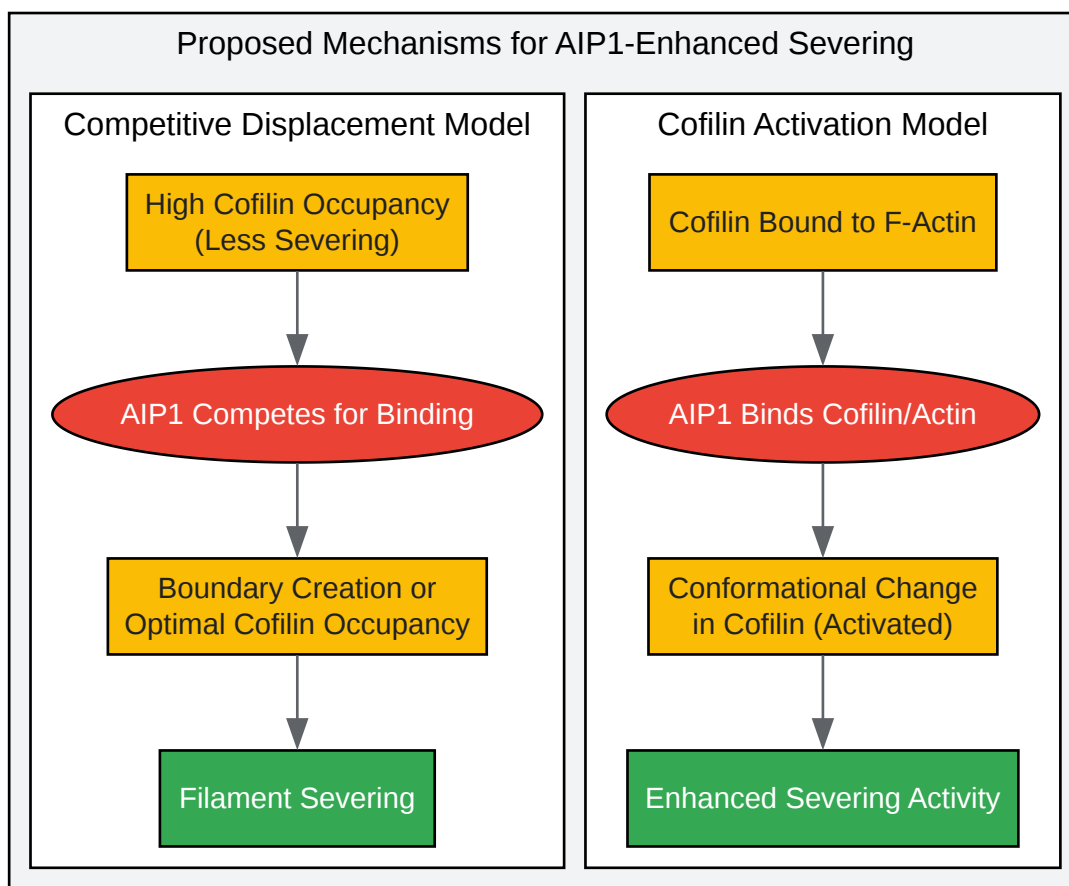 Proposed Mechanisms for AIP1-Enhanced Severing
Competitive Displacement Model
High Cofilin Occupancy
(Less Severing)
AIP1 Competes for Binding
Boundary Creation or
Optimal Cofilin Occupancy
Filament Severing
Cofilin Activation Model
Cofilin Bound to F-Actin
AIP1 Binds Cofilin/Actin
Conformational Change
in Cofilin (Activated)
Enhanced Severing Activity